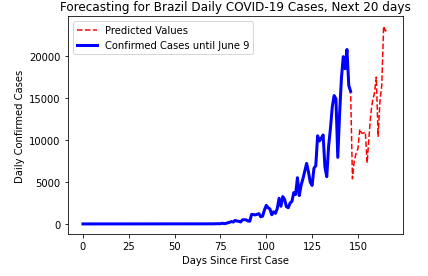 Forecasting for Brazil Daily COVID-19 Cases, Next 20 days
Predicted Values
Confirmed Cases until June 9
20000
15000
10000
5000
0
Daily Confirmed Cases
0 25 50 75 100 125 150
Days Since First Case